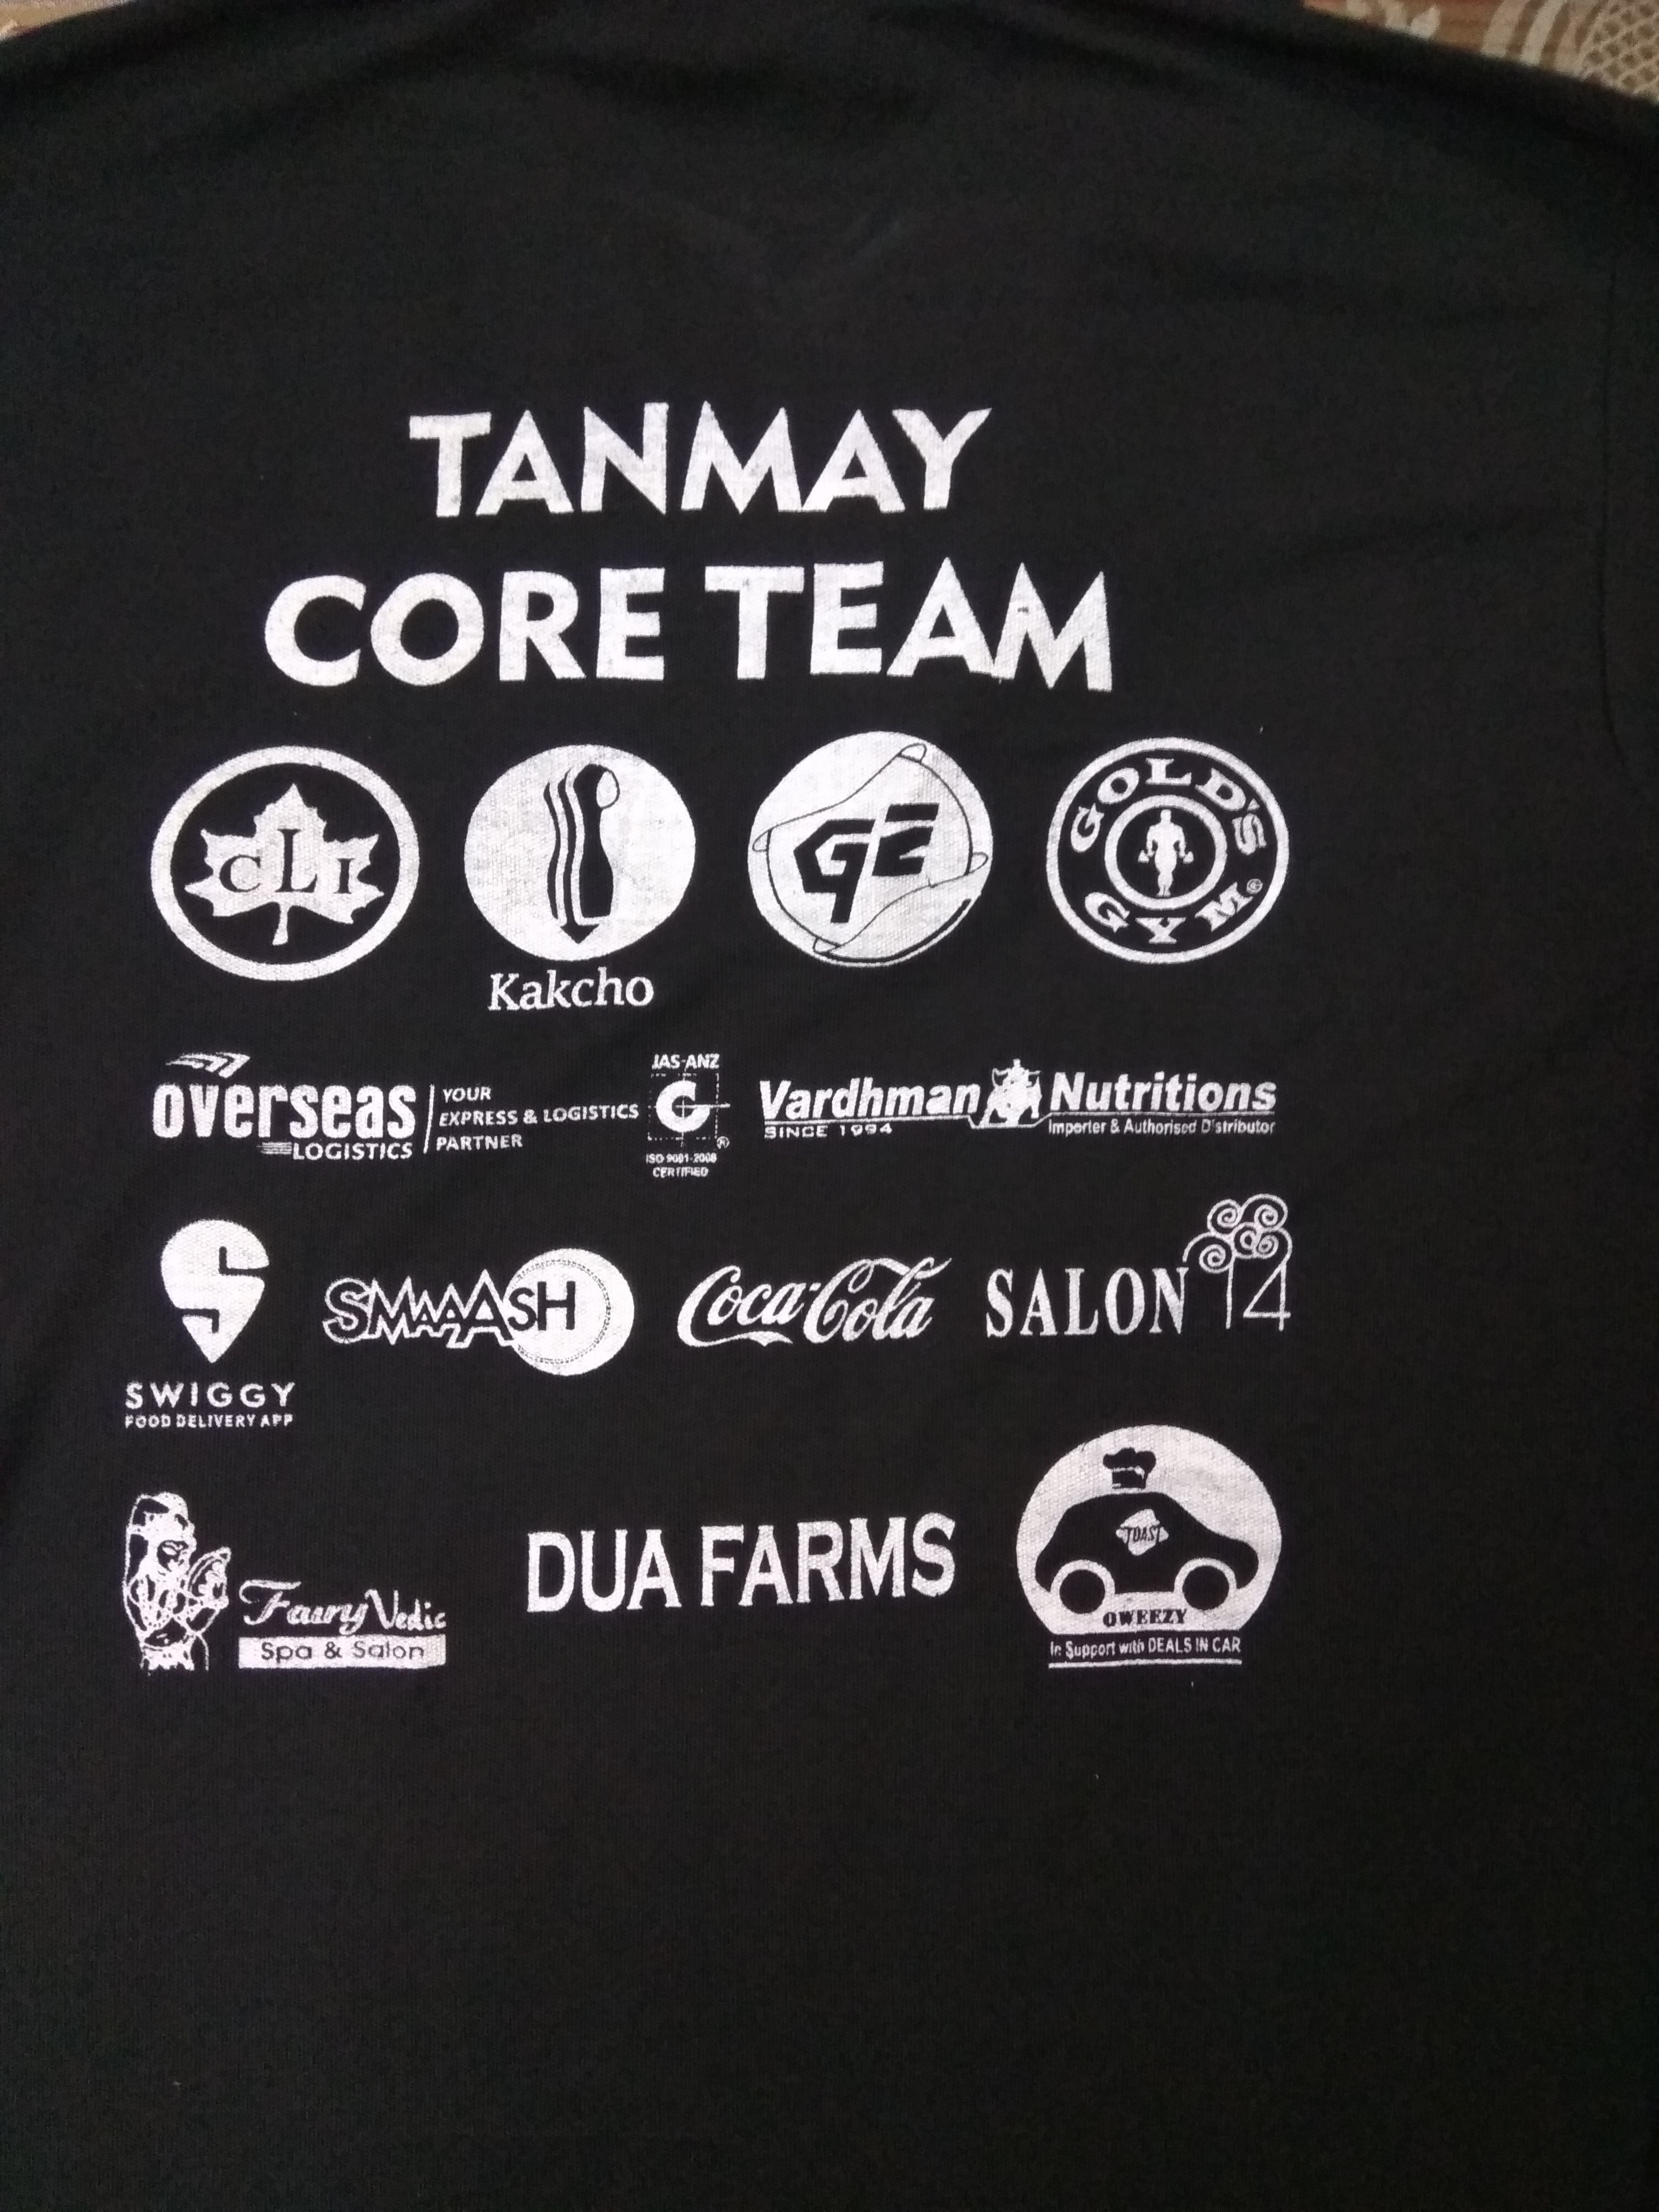 TANMAY
CORE TEAM
CLI
Kakcho
GE
GOLD'S
GYM
overseas
LOGISTICS
YOUR
EXPRESS & LOGISTICS
PARTNER
JAS-ANZ
ISO 9001-2008
CERTIFIED
Vardhman Nutritions
SINCE 1994
Importer & Authorised Distributor
SWIGGY
FOOD DELIVERY APP
SMAAASH
Coca-Cola
SALON 14
Fairy Vedic
Spa & Salon
DUA FARMS
TOAST
OWEEZY
In Support with DEALS IN CAR